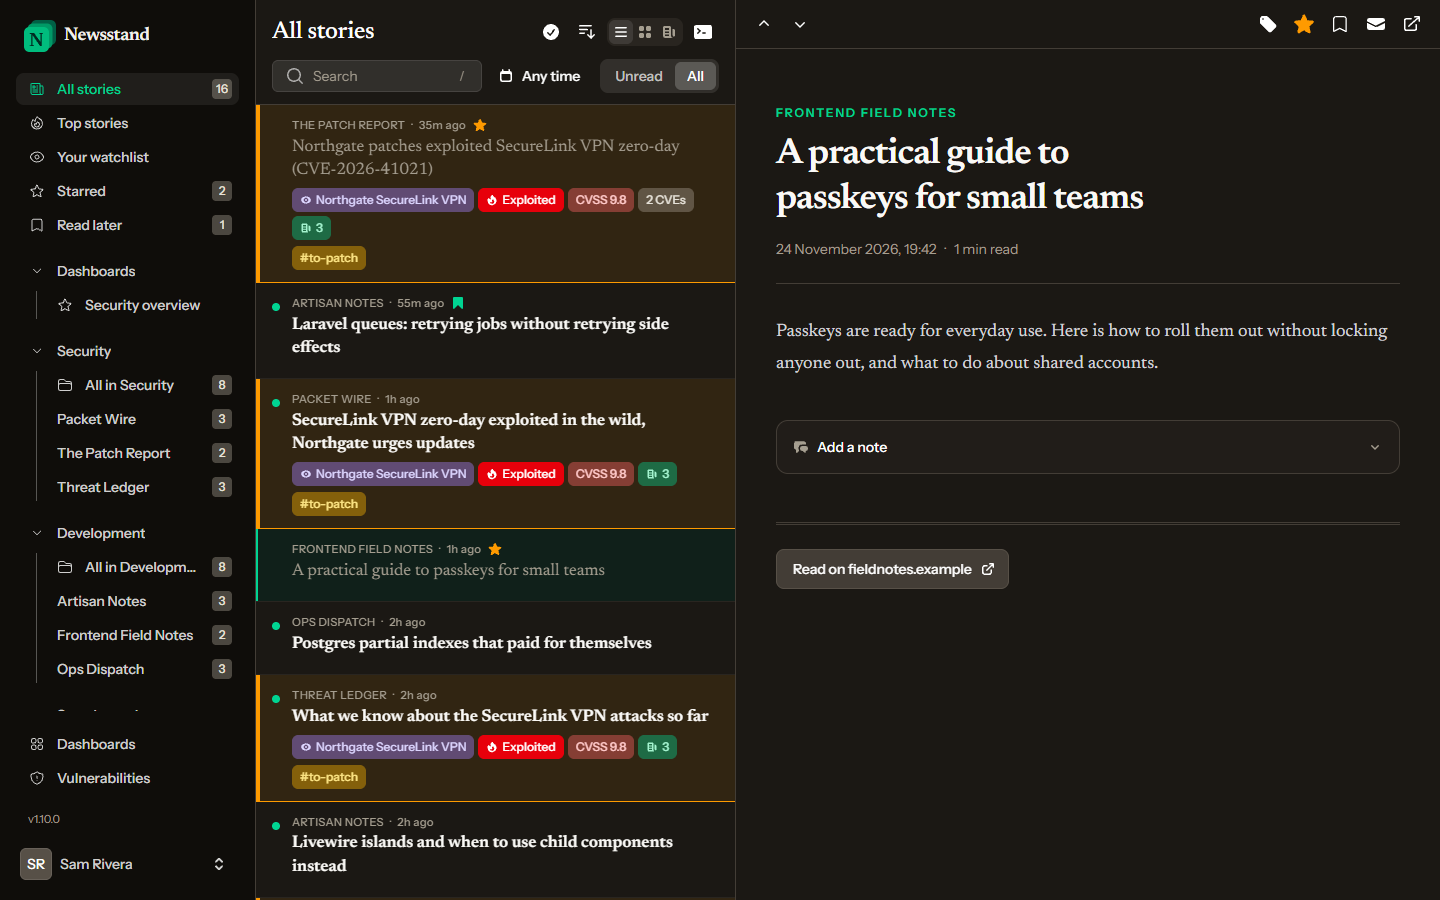 Newsstand
All stories 16
Top stories
Your watchlist
Starred 2
Read later 1
Dashboards
Security overview
Security
All in Security 8
Packet Wire 3
The Patch Report 2
Threat Ledger 3
Development
All in Developm... 8
Artisan Notes 3
Frontend Field Notes 2
Ops Dispatch 3
Dashboards
Vulnerabilities
v1.10.0
SR Sam Rivera
All stories
Search /
Any time
Unread All
THE PATCH REPORT · 35m ago
Northgate patches exploited SecureLink VPN zero-day
(CVE-2026-41021)
Northgate SecureLink VPN Exploited CVSS 9.8 2 CVEs
3
#to-patch
ARTISAN NOTES · 55m ago
Laravel queues: retrying jobs without retrying side
effects
PACKET WIRE · 1h ago
SecureLink VPN zero-day exploited in the wild,
Northgate urges updates
Northgate SecureLink VPN Exploited CVSS 9.8 3
#to-patch
FRONTEND FIELD NOTES · 1h ago
A practical guide to passkeys for small teams
OPS DISPATCH · 2h ago
Postgres partial indexes that paid for themselves
THREAT LEDGER · 2h ago
What we know about the SecureLink VPN attacks so far
Northgate SecureLink VPN Exploited CVSS 9.8 3
#to-patch
ARTISAN NOTES · 2h ago
Livewire islands and when to use child components
instead
FRONTEND FIELD NOTES
A practical guide to
passkeys for small teams
24 November 2026, 19:42 · 1 min read
Passkeys are ready for everyday use. Here is how to roll them out without locking
anyone out, and what to do about shared accounts.
Add a note
Read on fieldnotes.example